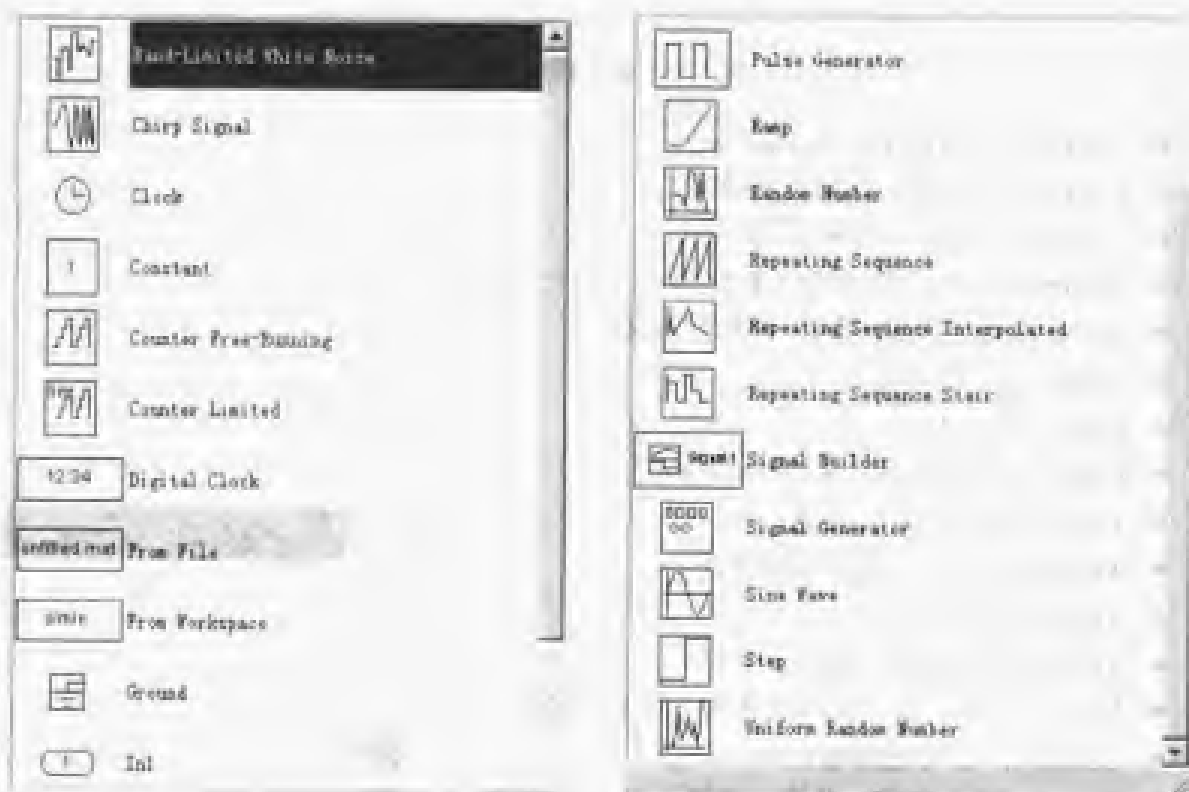 Band-Limited White Noise
Chirp Signal
Clock
1 Constant
Counter Free-Running
Counter Limited
12:34 Digital Clock
untitled.mat From File
simin From Workspace
Ground
1 In1
Pulse Generator
Ramp
Random Number
Repeating Sequence
Repeating Sequence Interpolated
Repeating Sequence Stair
Signal 1 Signal Builder
Signal Generator
Sine Wave
Step
Uniform Random Number